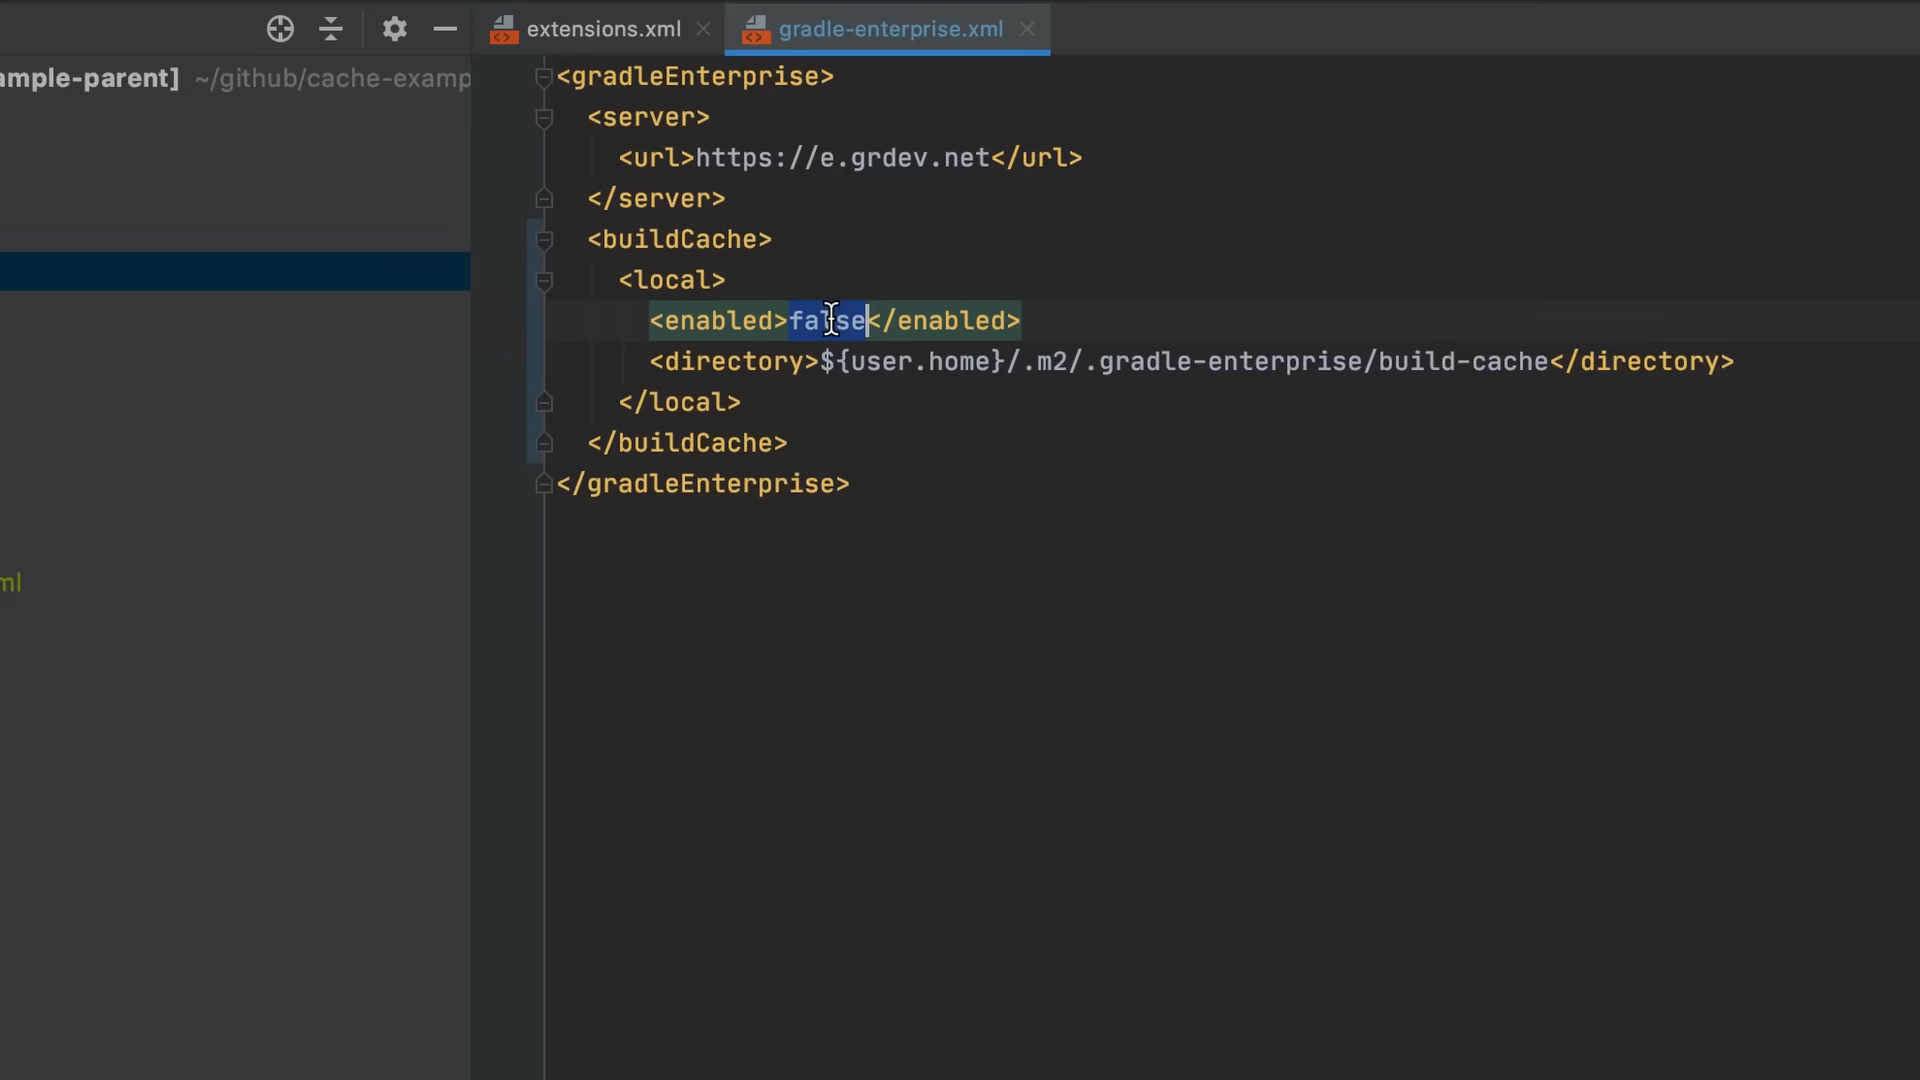 extensions.xml
gradle-enterprise.xml
ample-parent] ~/github/cache-examp
ml
<gradleEnterprise>
<server>
<url>https://e.grdev.net</url>
</server>
<buildCache>
<local>
<enabled>false</enabled>
<directory>${user.home}/.m2/.gradle-enterprise/build-cache</directory>
</local>
</buildCache>
</gradleEnterprise>